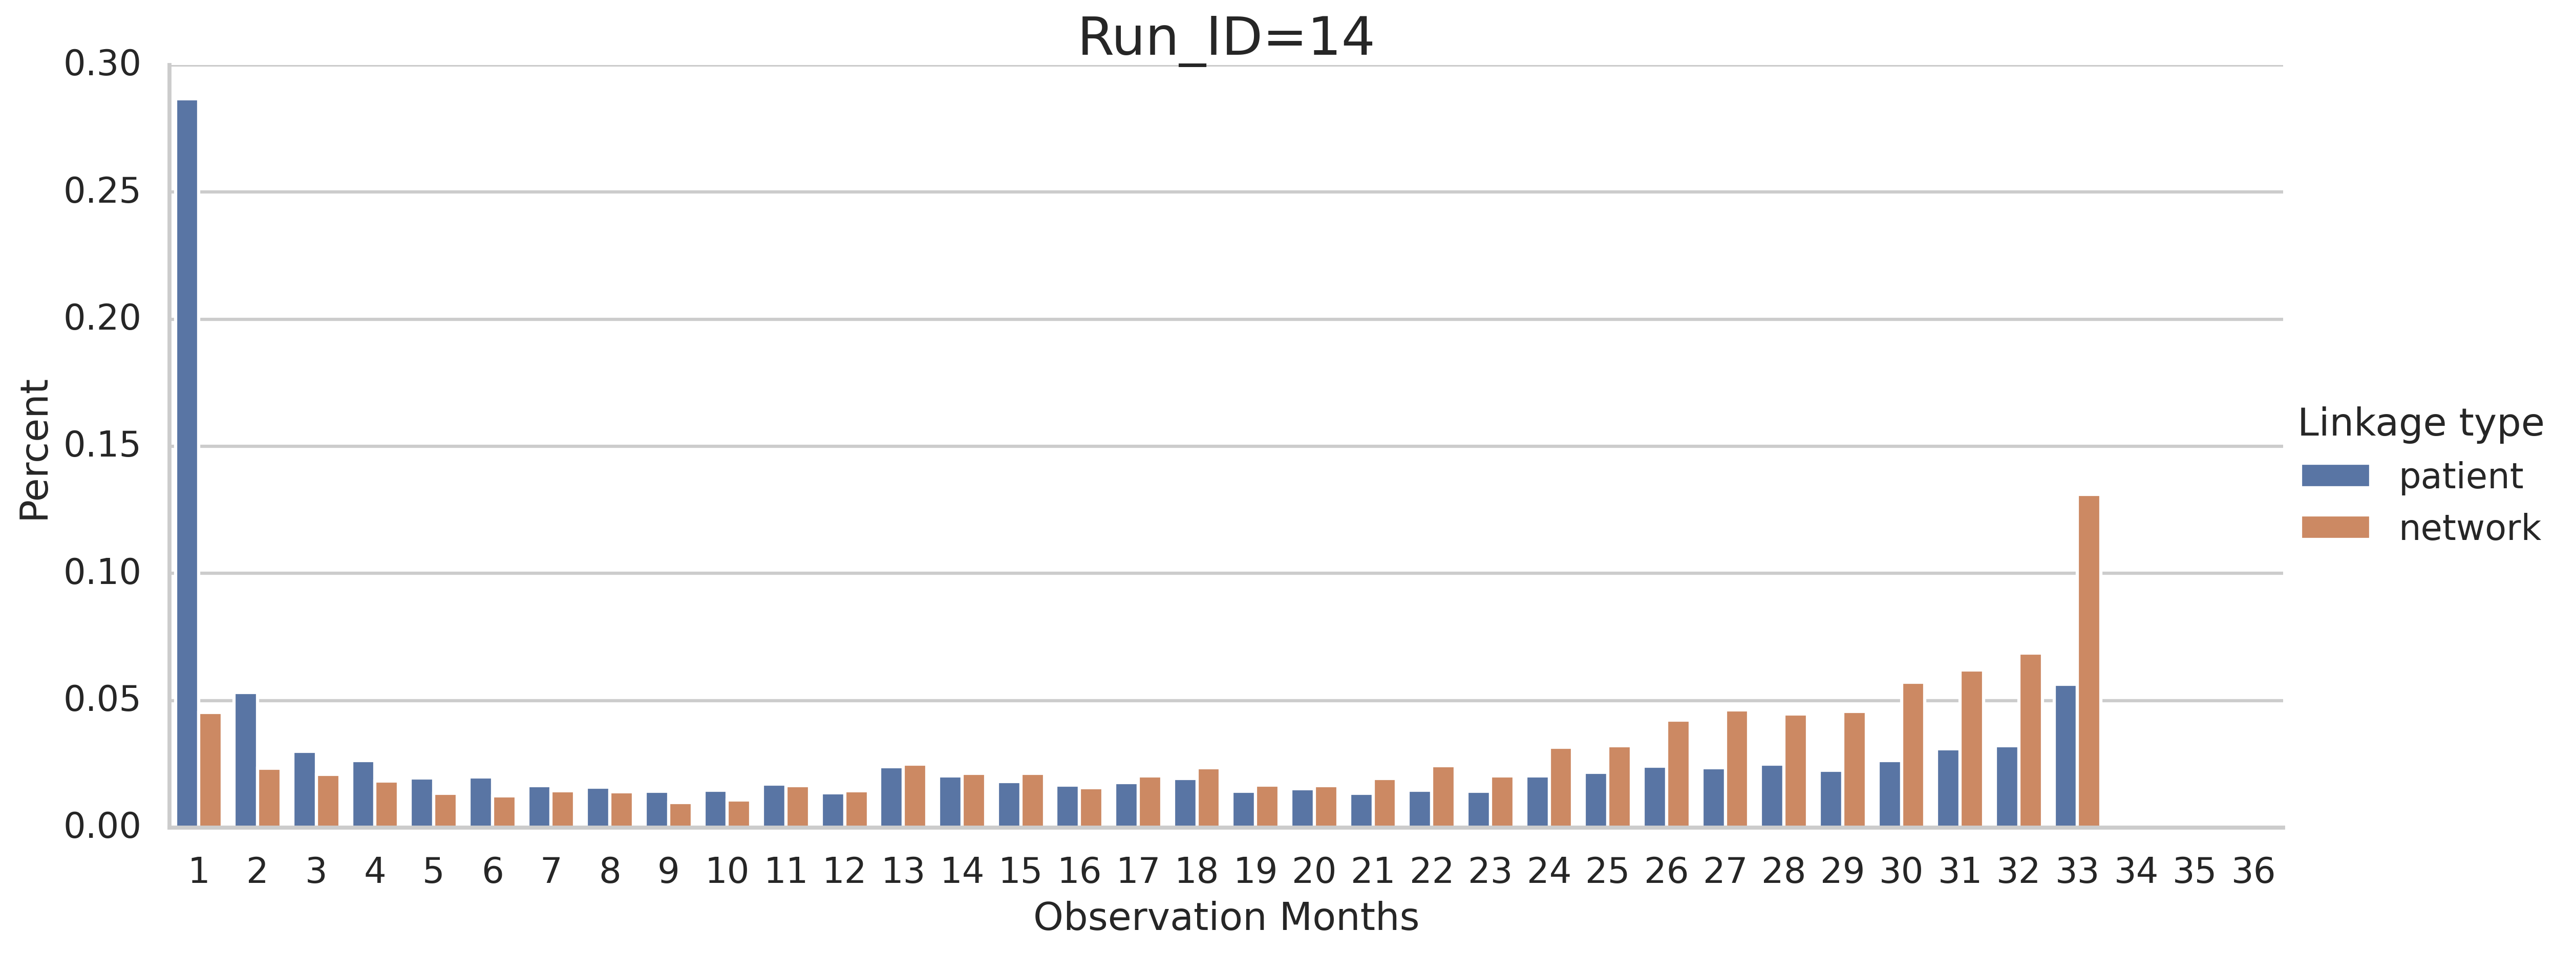 Run_ID=14
0.30
0.25
0.20
0.15
0.10
0.05
0.00
Percent
1 2 3 4 5 6 7 8 9 10 11 12 13 14 15 16 17 18 19 20 21 22 23 24 25 26 27 28 29 30 31 32 33 34 35 36
Observation Months
Linkage type
patient
network